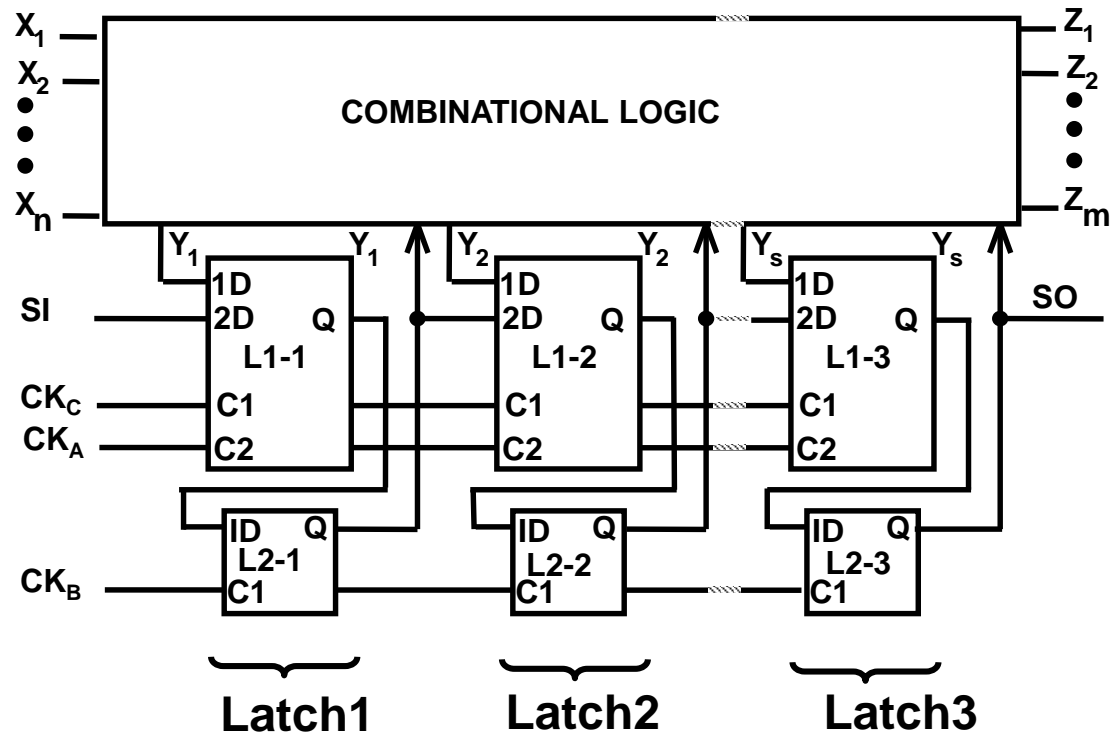 X1
X2
Xn
COMBINATIONAL LOGIC
Z1
Z2
Zm
Y1 Y1 Y2 Y2 Ys Ys
1D 1D 1D
SI 2D Q 2D Q 2D Q SO
L1-1 L1-2 L1-3
CKC C1 C1 C1
CKA C2 C2 C2
ID Q ID Q ID Q
L2-1 L2-2 L2-3
CKB C1 C1 C1
Latch1 Latch2 Latch3